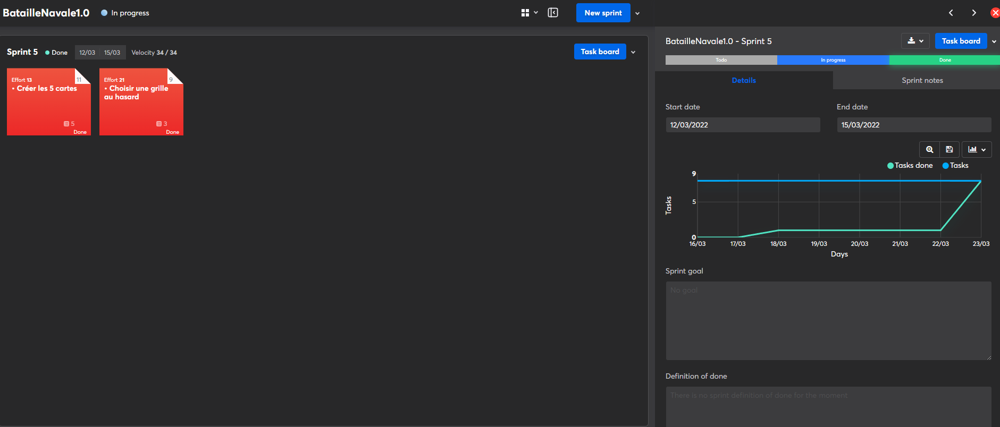 BatailleNavale1.0
In progress
New sprint
Sprint 5
Done
12/03
15/03
Velocity 34 / 34
Task board
Effort 13
11
• Créer les 5 cartes
5
Done
Effort 21
9
• Choisir une grille
au hasard
3
Done
BatailleNavale1.0 - Sprint 5
Task board
Todo
In progress
Done
Details
Sprint notes
Start date
End date
12/03/2022
15/03/2022
Tasks done
Tasks
9
5
0
Tasks
16/03
17/03
18/03
19/03
20/03
21/03
22/03
23/03
Days
Sprint goal
No goal
Definition of done
There is no sprint definition of done for the moment